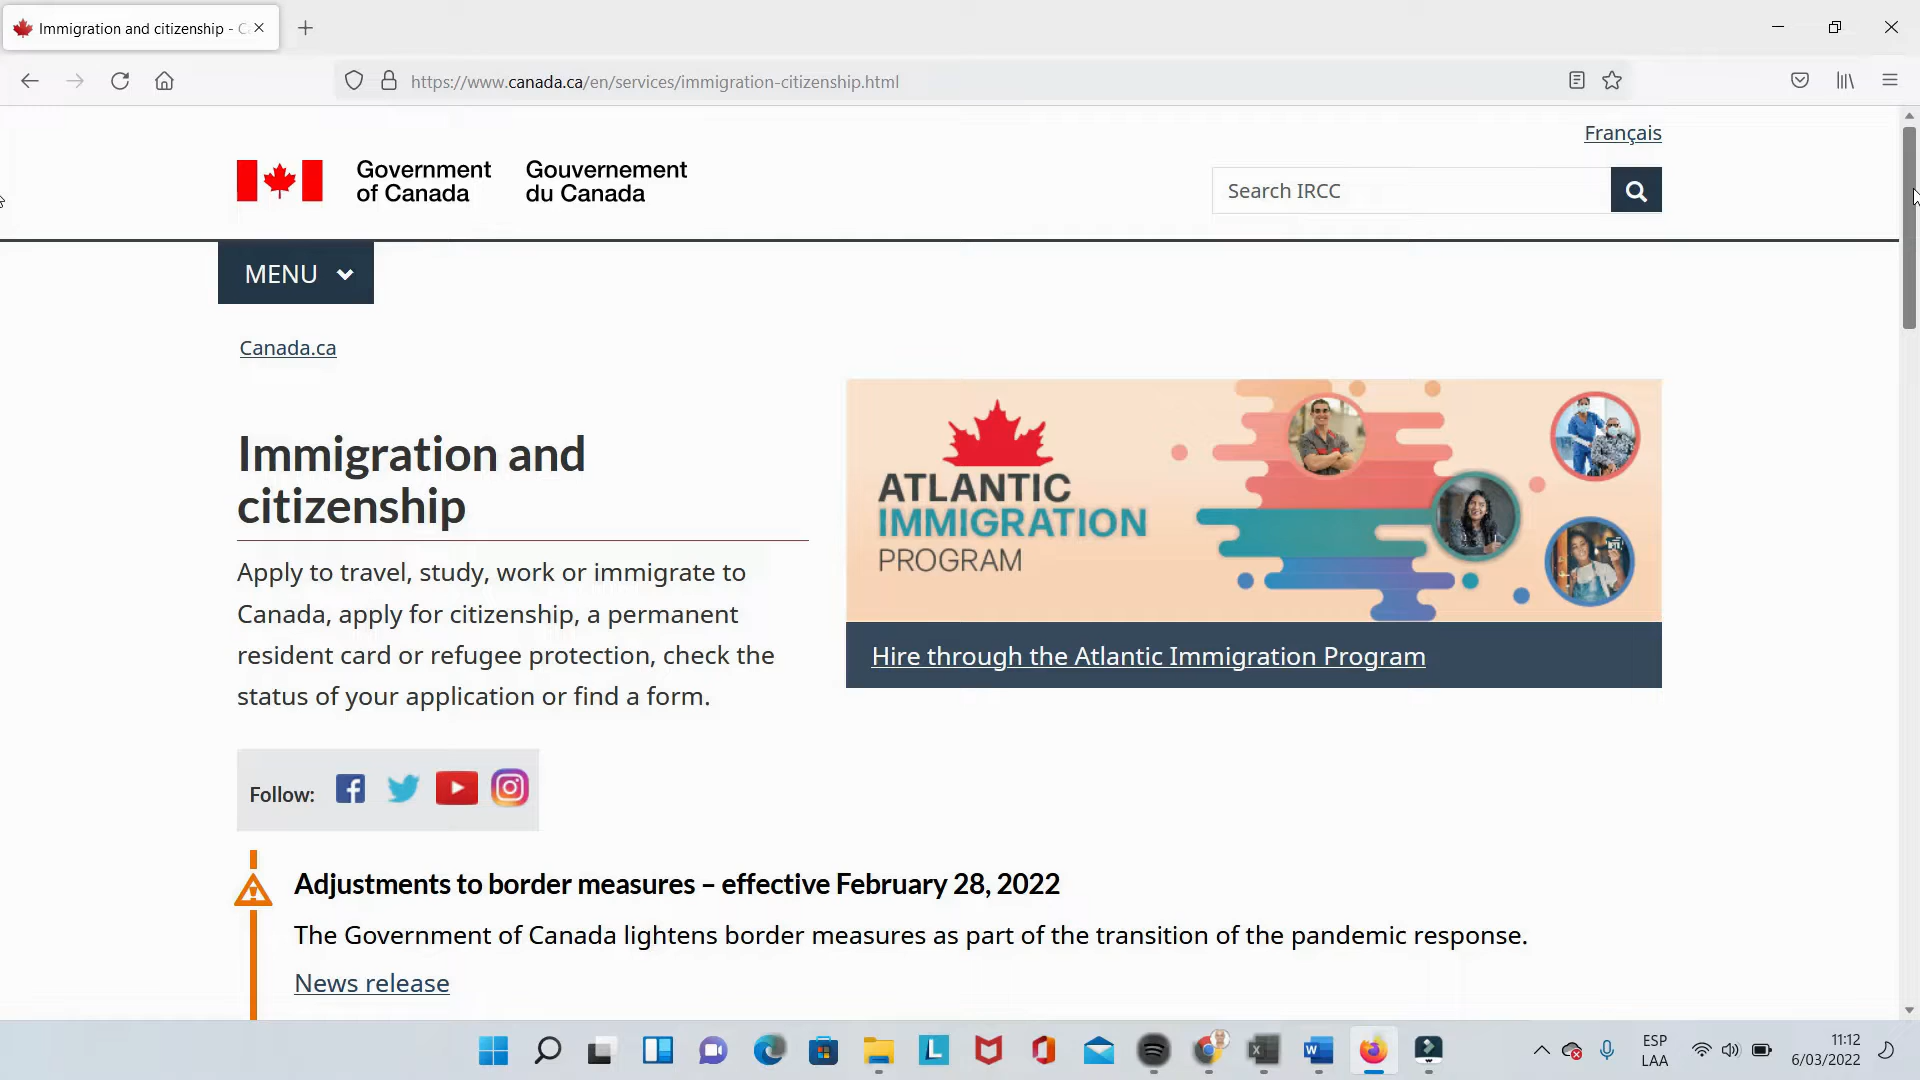 Immigration and citizenship - C
https://www.canada.ca/en/services/immigration-citizenship.html
Français
Government
of Canada
Gouvernement
du Canada
Search IRCC
MENU
Canada.ca
Immigration and
citizenship
Apply to travel, study, work or immigrate to
Canada, apply for citizenship, a permanent
resident card or refugee protection, check the
status of your application or find a form.
ATLANTIC
IMMIGRATION
PROGRAM
Hire through the Atlantic Immigration Program
Follow:
Adjustments to border measures – effective February 28, 2022
The Government of Canada lightens border measures as part of the transition of the pandemic response.
News release
ESP
LAA
11:12
6/03/2022